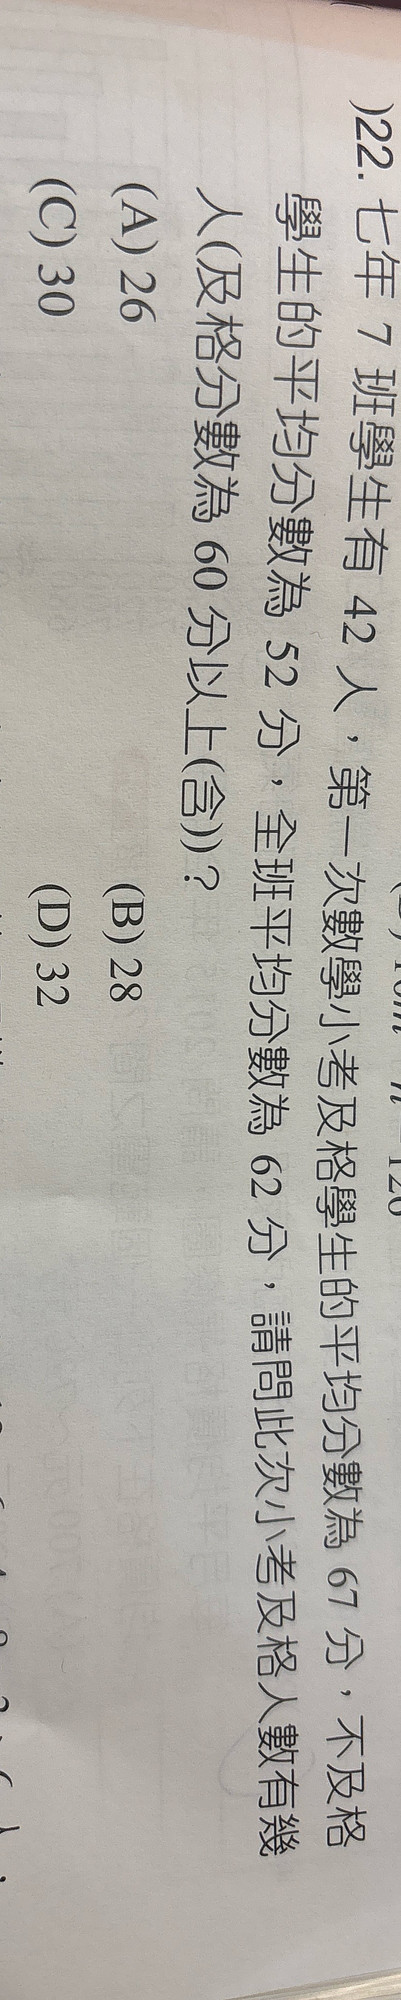 )22. 七年 7 班學生有 42 人，第一次數學小考及格學生的平均分數為 67 分，不及格
學生的平均分數為 52 分，全班平均分數為 62 分，請問此次小考及格人數有幾
人(及格分數為 60 分以上(含))？
(A) 26 (B) 28
(C) 30 (D) 32